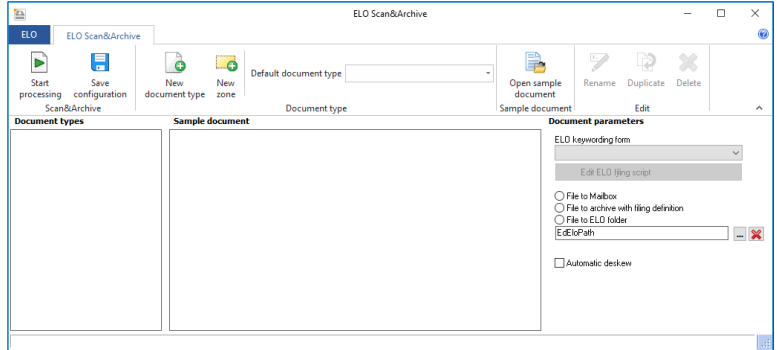 ELO Scan&Archive
ELO
ELO Scan&Archive
Start processing
Save configuration
New document type
New zone
Default document type
Open sample document
Rename
Duplicate
Delete
Scan&Archive
Document type
Sample document
Edit
Document types
Sample document
Document parameters
ELO keywording form
Edit ELO filing script
File to Mailbox
File to archive with filing definition
File to ELO folder
EdEloPath
...
Automatic deskew